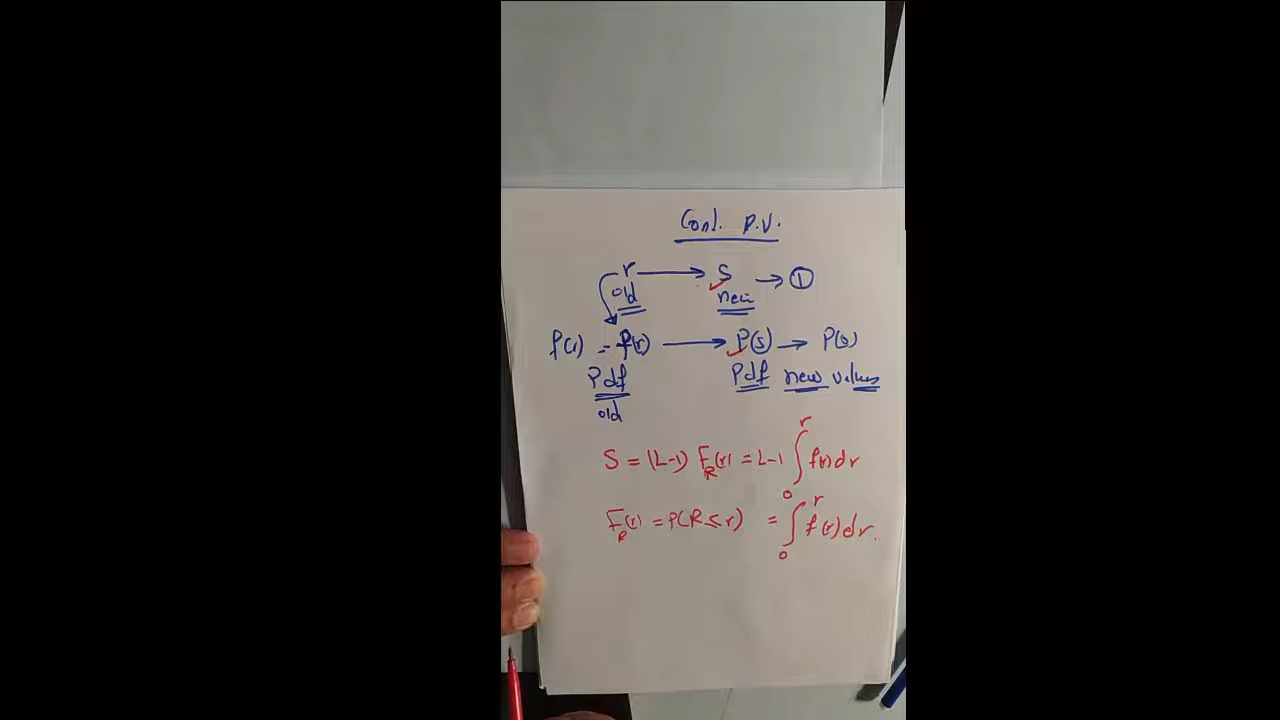 Cont. R.V.
r → S → ①
old new
f(r) = f(r) → P(s) → P(s)
Pdf Pdf new values
old
S = (L-1) F_R(r) = L-1 ∫₀^r f(r) dr
F_R(r) = P(R ≤ r) = ∫₀^r f(r) dr.